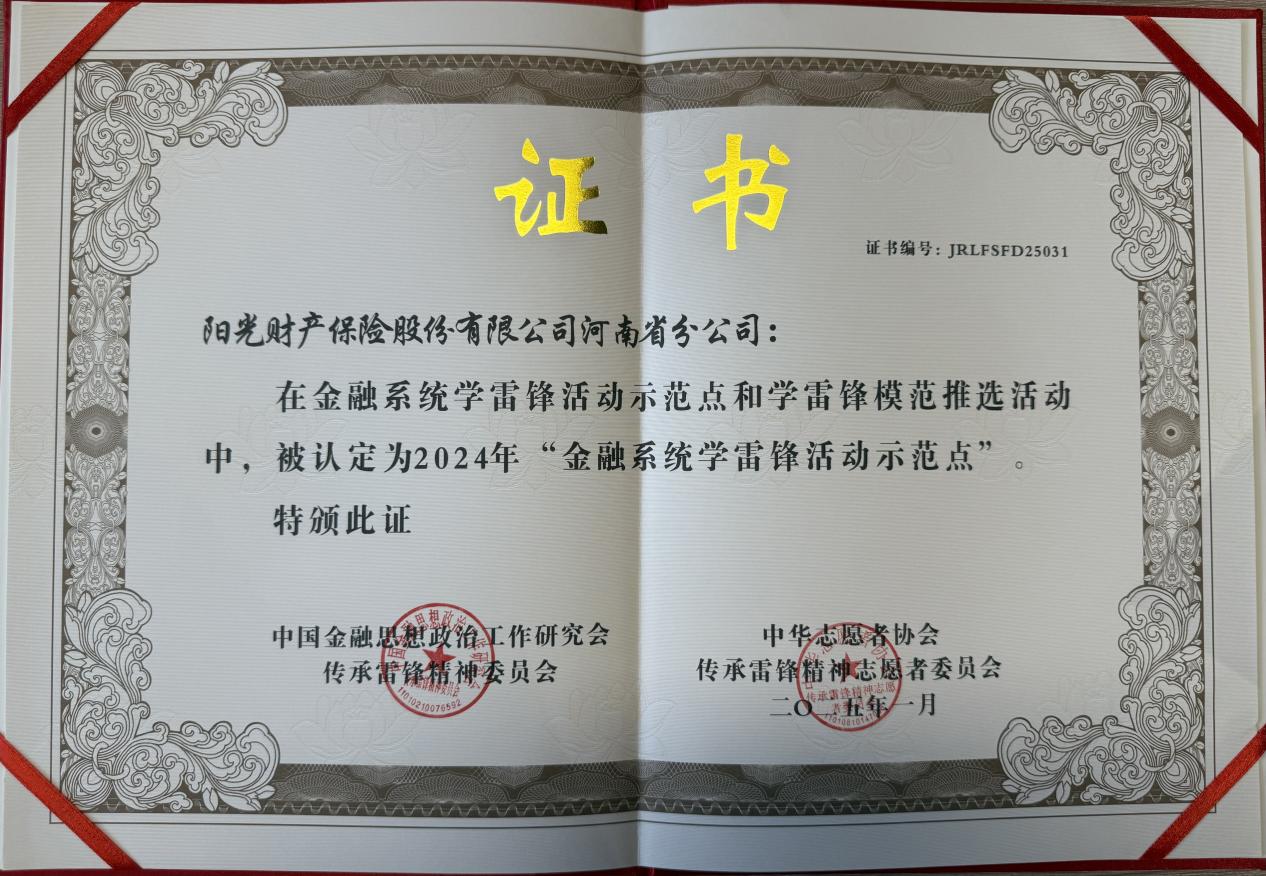 证书
证书编号：JRLFSFD25031
阳光财产保险股份有限公司河南省分公司：
在金融系统学雷锋活动示范点和学雷锋模范推选活动
中，被认定为2024年“金融系统学雷锋活动示范点”。
特颁此证
中国金融思想政治工作研究会
传承雷锋精神委员会
中华志愿者协会
传承雷锋精神志愿者委员会
二〇二五年一月
11010210076592